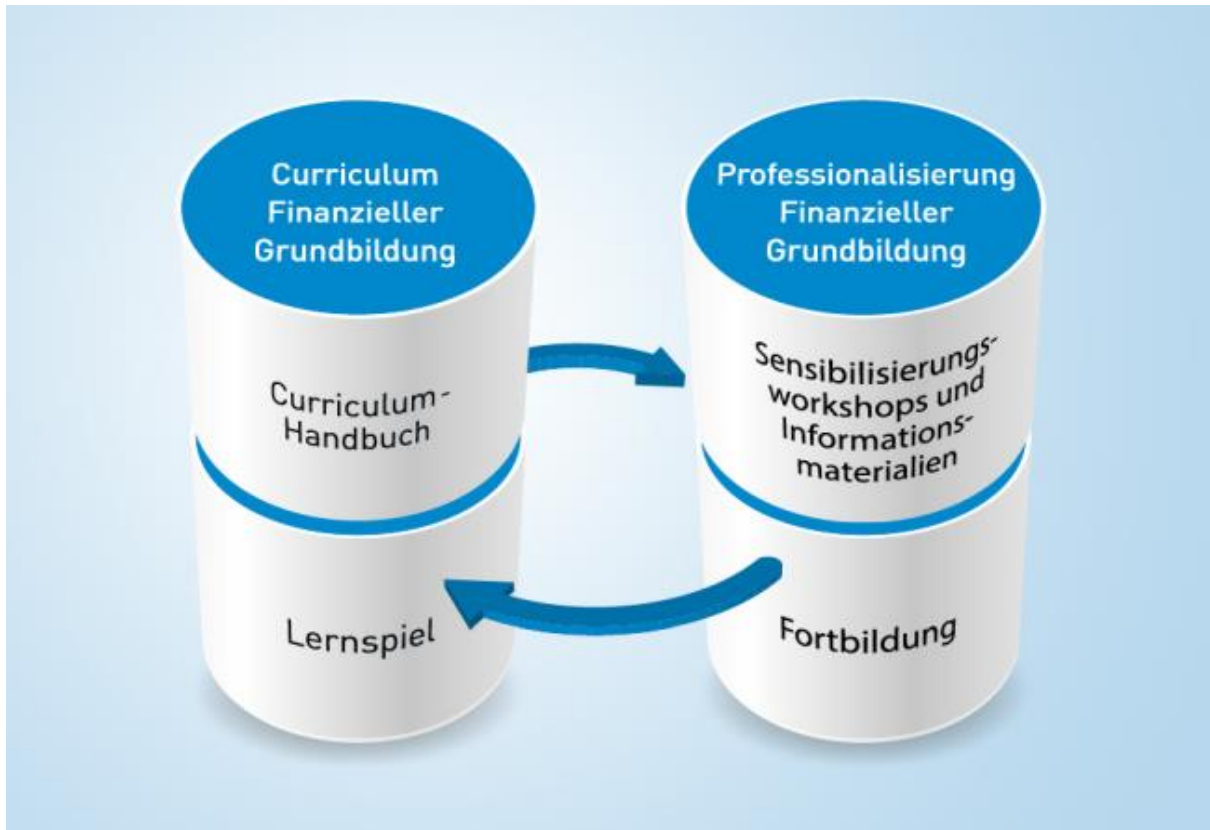 Curriculum
Finanzieller
Grundbildung
Curriculum-
Handbuch
Lernspiel
Professionalisierung
Finanzieller
Grundbildung
Sensibilisierungs-
workshops und
Informations-
materialien
Fortbildung